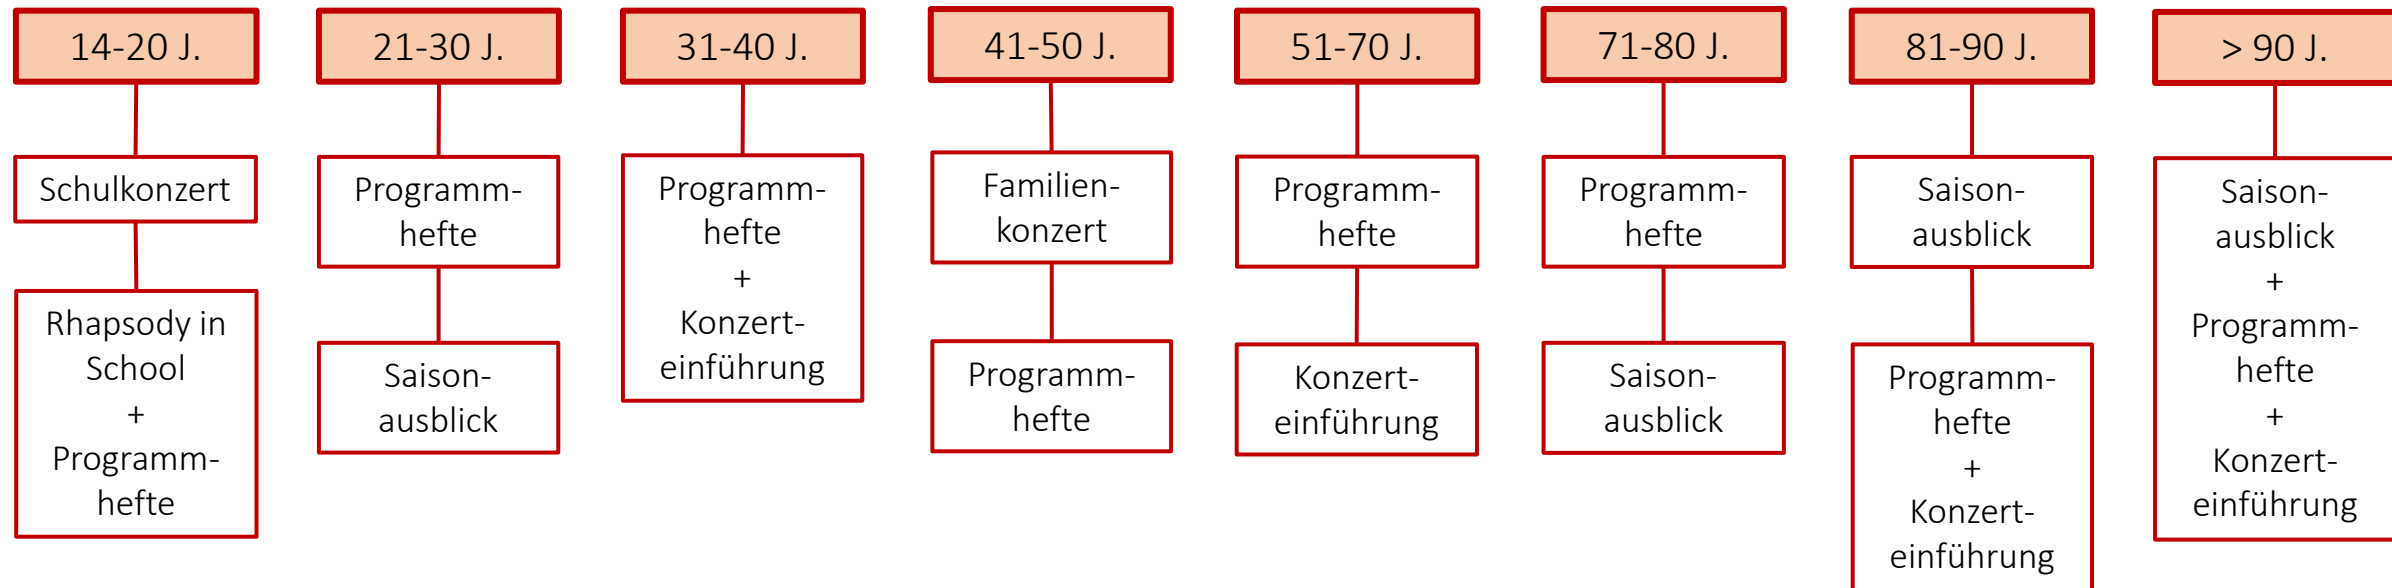 14-20 J.
Schulkonzert
Rhapsody in
School
+
Programm-
hefte
21-30 J.
Programm-
hefte
Saison-
ausblick
31-40 J.
Programm-
hefte
+
Konzert-
einführung
41-50 J.
Familien-
konzert
Programm-
hefte
51-70 J.
Programm-
hefte
Konzert-
einführung
71-80 J.
Programm-
hefte
Saison-
ausblick
81-90 J.
Saison-
ausblick
Programm-
hefte
+
Konzert-
einführung
> 90 J.
Saison-
ausblick
+
Programm-
hefte
+
Konzert-
einführung